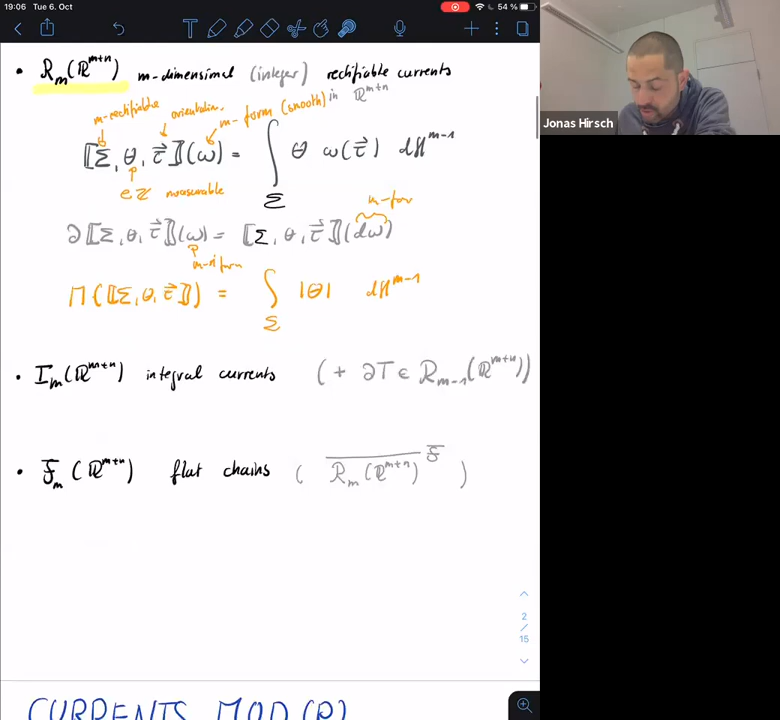 19:06 Tue 6. Oct
54 %
• R_m(ℝ^{m+n}) m-dimensional (integer) rectifiable currents
m-rectifiable orientation m-form (smooth) in ℝ^{m+n}
⟦Σ, θ, τ⃗⟧(ω) = ∫_Σ θ ω(τ⃗) dH^{m-1}
∈ ℤ measurable
m-for
∂⟦Σ, θ, τ⃗⟧(ω) = ⟦Σ, θ, τ⃗⟧(dω)
form
M(⟦Σ, θ, τ⃗⟧) = ∫_Σ |θ| dH^{m-1}
• I_m(ℝ^{m+n}) integral currents (+ ∂T ∈ R_{m-1}(ℝ^{m+n}))
• F_m(ℝ^{m+n}) flat chains ( \overline{R_m(ℝ^{m+n})}^F )
2
/
15
CURRENTS MOD(P)
Jonas Hirsch